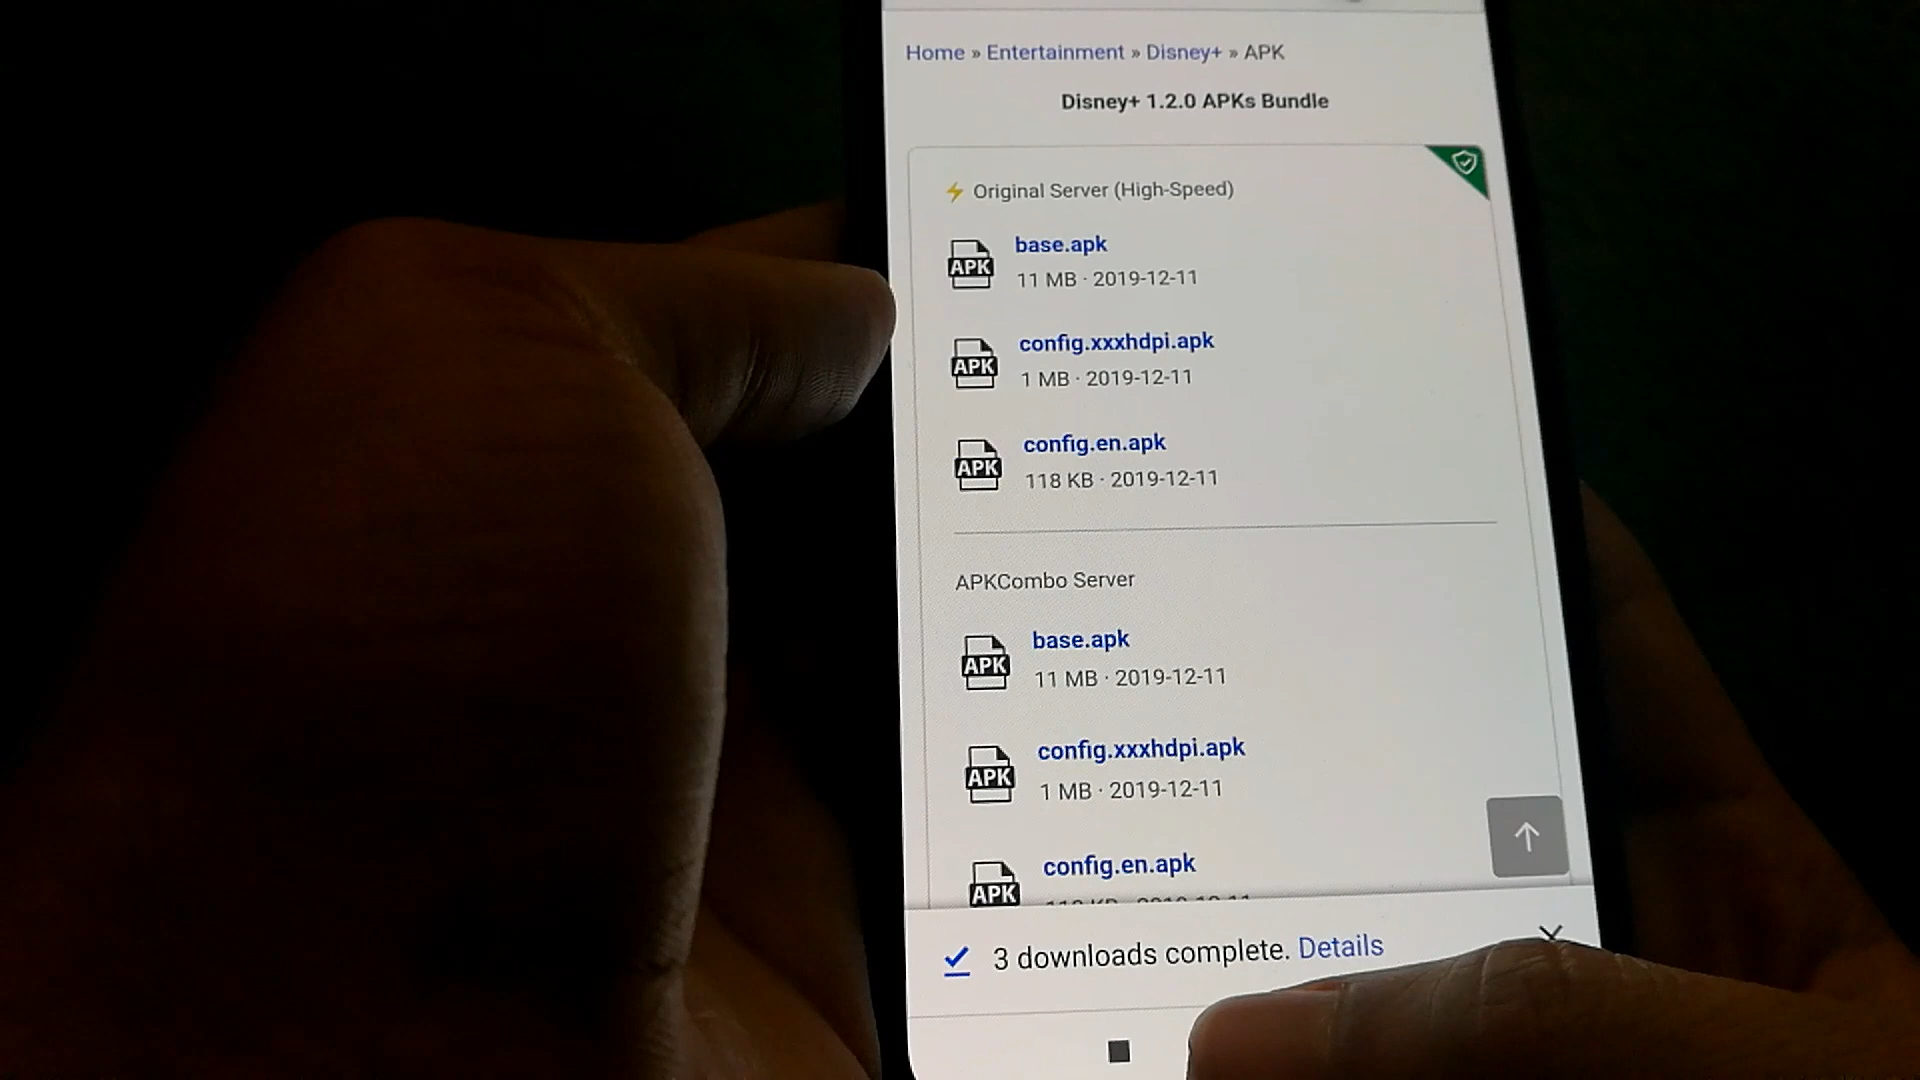 Home » Entertainment » Disney+ » APK
Disney+ 1.2.0 APKs Bundle
Original Server (High-Speed)
APK
base.apk
11 MB · 2019-12-11
APK
config.xxxhdpi.apk
1 MB · 2019-12-11
APK
config.en.apk
118 KB · 2019-12-11
APKCombo Server
APK
base.apk
11 MB · 2019-12-11
APK
config.xxxhdpi.apk
1 MB · 2019-12-11
APK
config.en.apk
3 downloads complete. Details